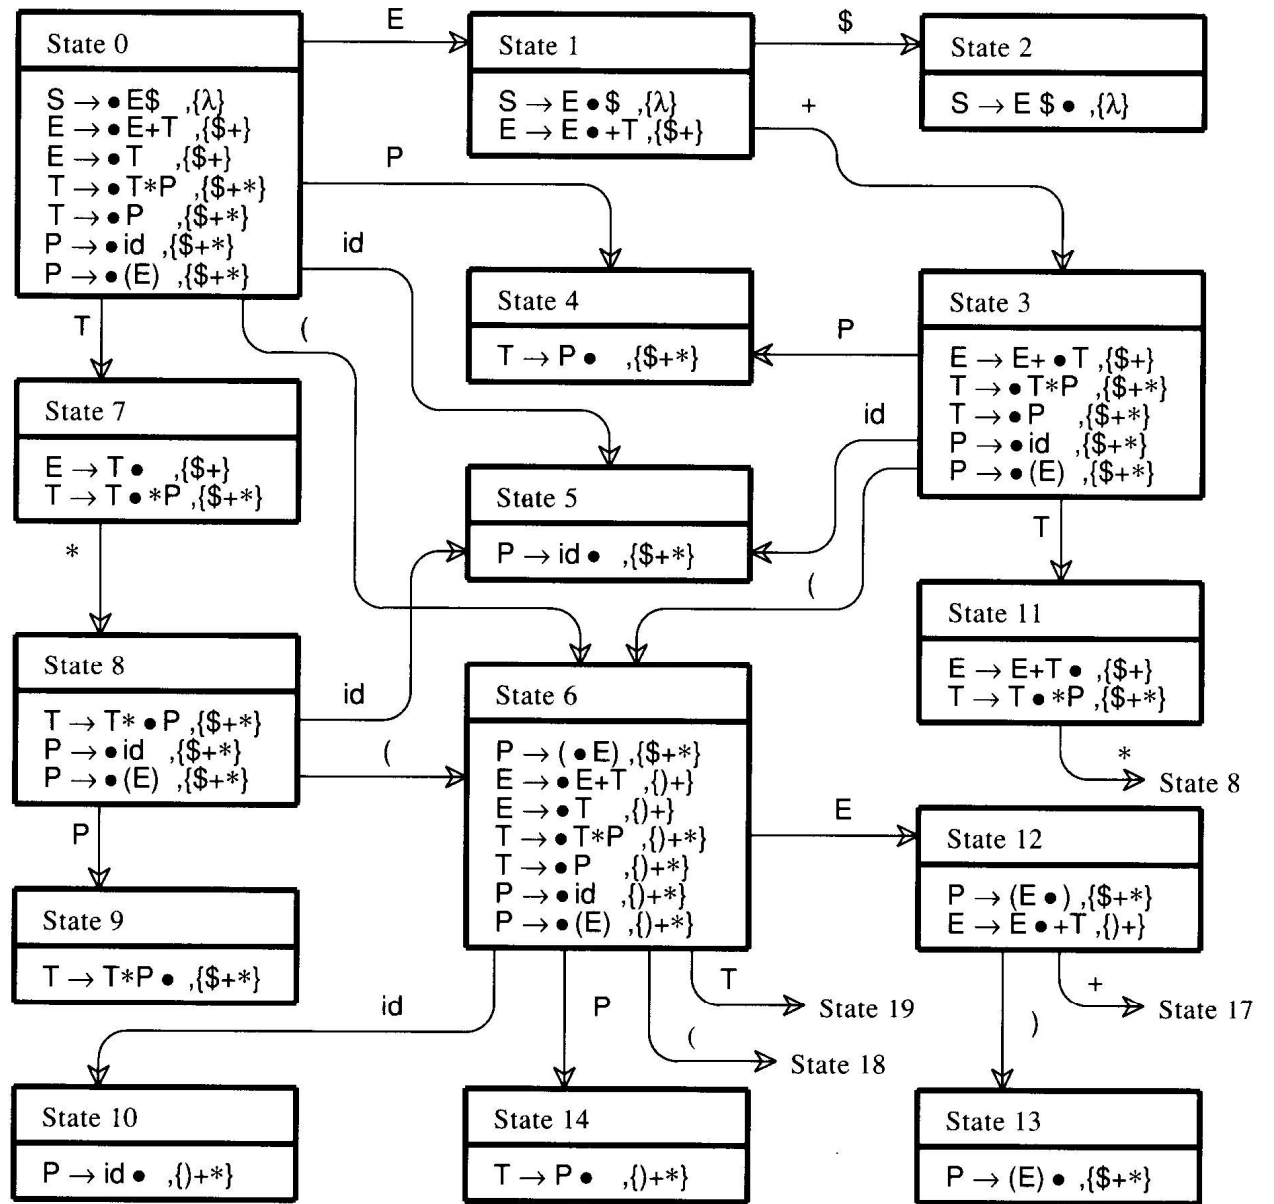 State 0
S → • E$ ,{λ}
E → • E+T ,{$+}
E → • T ,{$+}
T → • T*P ,{$+*}
T → • P ,{$+*}
P → • id ,{$+*}
P → • (E) ,{$+*}
E
State 1
S → E • $ ,{λ}
E → E • +T ,{$+}
$
State 2
S → E $ • ,{λ}
+
P
id
(
T
State 4
T → P • ,{$+*}
P
State 3
E → E+ • T ,{$+}
T → • T*P ,{$+*}
T → • P ,{$+*}
P → • id ,{$+*}
P → • (E) ,{$+*}
id
(
T
State 7
E → T • ,{$+}
T → T • *P ,{$+*}
*
State 5
P → id • ,{$+*}
State 11
E → E+T • ,{$+}
T → T • *P ,{$+*}
*
State 8
State 8
T → T* • P ,{$+*}
P → • id ,{$+*}
P → • (E) ,{$+*}
id
(
P
State 6
P → ( • E) ,{$+*}
E → • E+T ,{)+}
E → • T ,{)+}
T → • T*P ,{)+*}
T → • P ,{)+*}
P → • id ,{)+*}
P → • (E) ,{)+*}
E
State 12
P → (E • ) ,{$+*}
E → E • +T ,{)+}
State 9
T → T*P • ,{$+*}
id
P
T
State 19
(
State 18
+
State 17
)
State 10
P → id • ,{)+*}
State 14
T → P • ,{)+*}
State 13
P → (E) • ,{$+*}